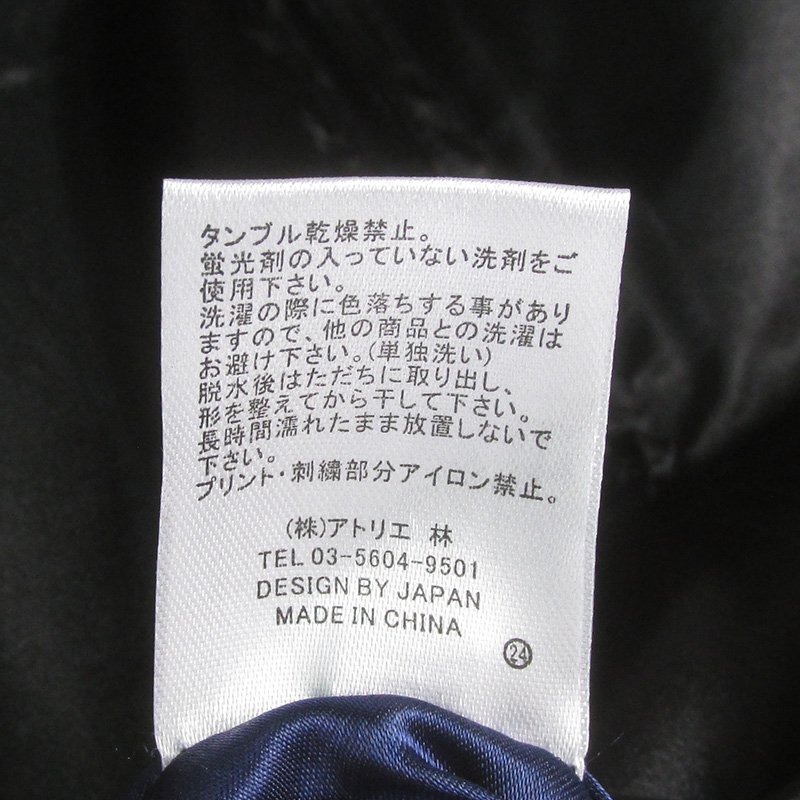 タンブル乾燥禁止。
蛍光剤の入っていない洗剤をご
使用下さい。
洗濯の際に色落ちする事があり
ますので、他の商品との洗濯は
お避け下さい。(単独洗い)
脱水後はただちに取り出し、
形を整えてから干して下さい。
長時間濡れたまま放置しないで
下さい。
プリント・刺繍部分アイロン禁止。
(株)アトリエ 林
TEL 03-5604-9501
DESIGN BY JAPAN
MADE IN CHINA
㉔